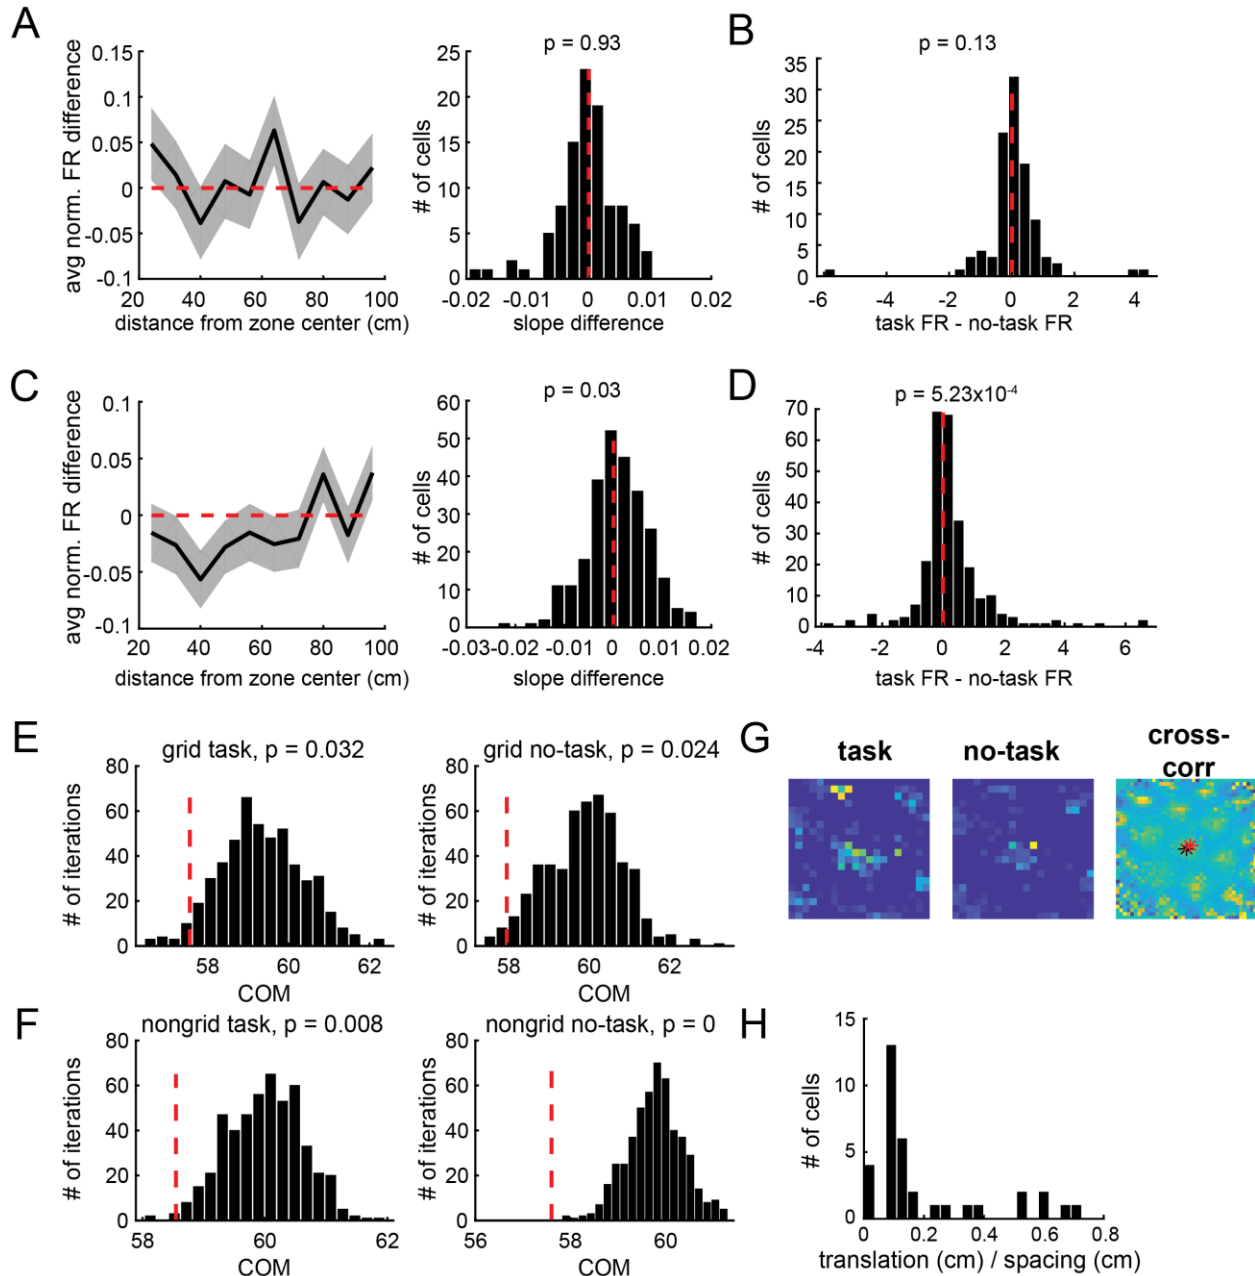 A
0.15
0.1
0.05
0
-0.05
-0.1
avg norm. FR difference
20 40 60 80 100
distance from zone center (cm)
p = 0.93
25
20
15
10
5
0
# of cells
-0.02 -0.01 0 0.01 0.02
slope difference
B
p = 0.13
35
30
25
20
15
10
5
0
# of cells
-6 -4 -2 0 2 4
task FR - no-task FR
C
0.1
0.05
0
-0.05
-0.1
avg norm. FR difference
20 40 60 80 100
distance from zone center (cm)
p = 0.03
60
50
40
30
20
10
0
# of cells
-0.03 -0.02 -0.01 0 0.01 0.02
slope difference
D
p = 5.23x10⁻⁴
70
60
50
40
30
20
10
0
# of cells
-4 -2 0 2 4 6
task FR - no-task FR
E
grid task, p = 0.032
80
60
40
20
0
# of iterations
58 60 62
COM
grid no-task, p = 0.024
80
60
40
20
0
# of iterations
58 60 62
COM
G
task
no-task
cross-
corr
F
nongrid task, p = 0.008
80
60
40
20
0
# of iterations
58 60 62
COM
nongrid no-task, p = 0
80
60
40
20
0
# of iterations
56 58 60
COM
H
15
10
5
0
# of cells
0 0.2 0.4 0.6 0.8
translation (cm) / spacing (cm)